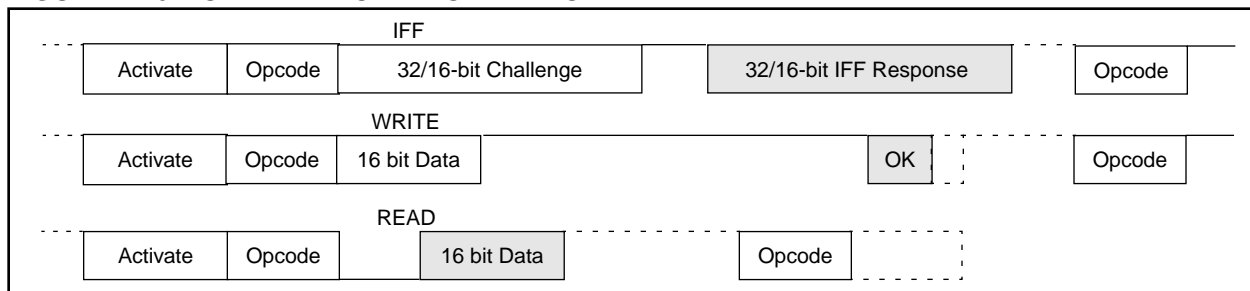 IFF
Activate Opcode 32/16-bit Challenge 32/16-bit IFF Response Opcode
WRITE
Activate Opcode 16 bit Data OK Opcode
READ
Activate Opcode 16 bit Data Opcode